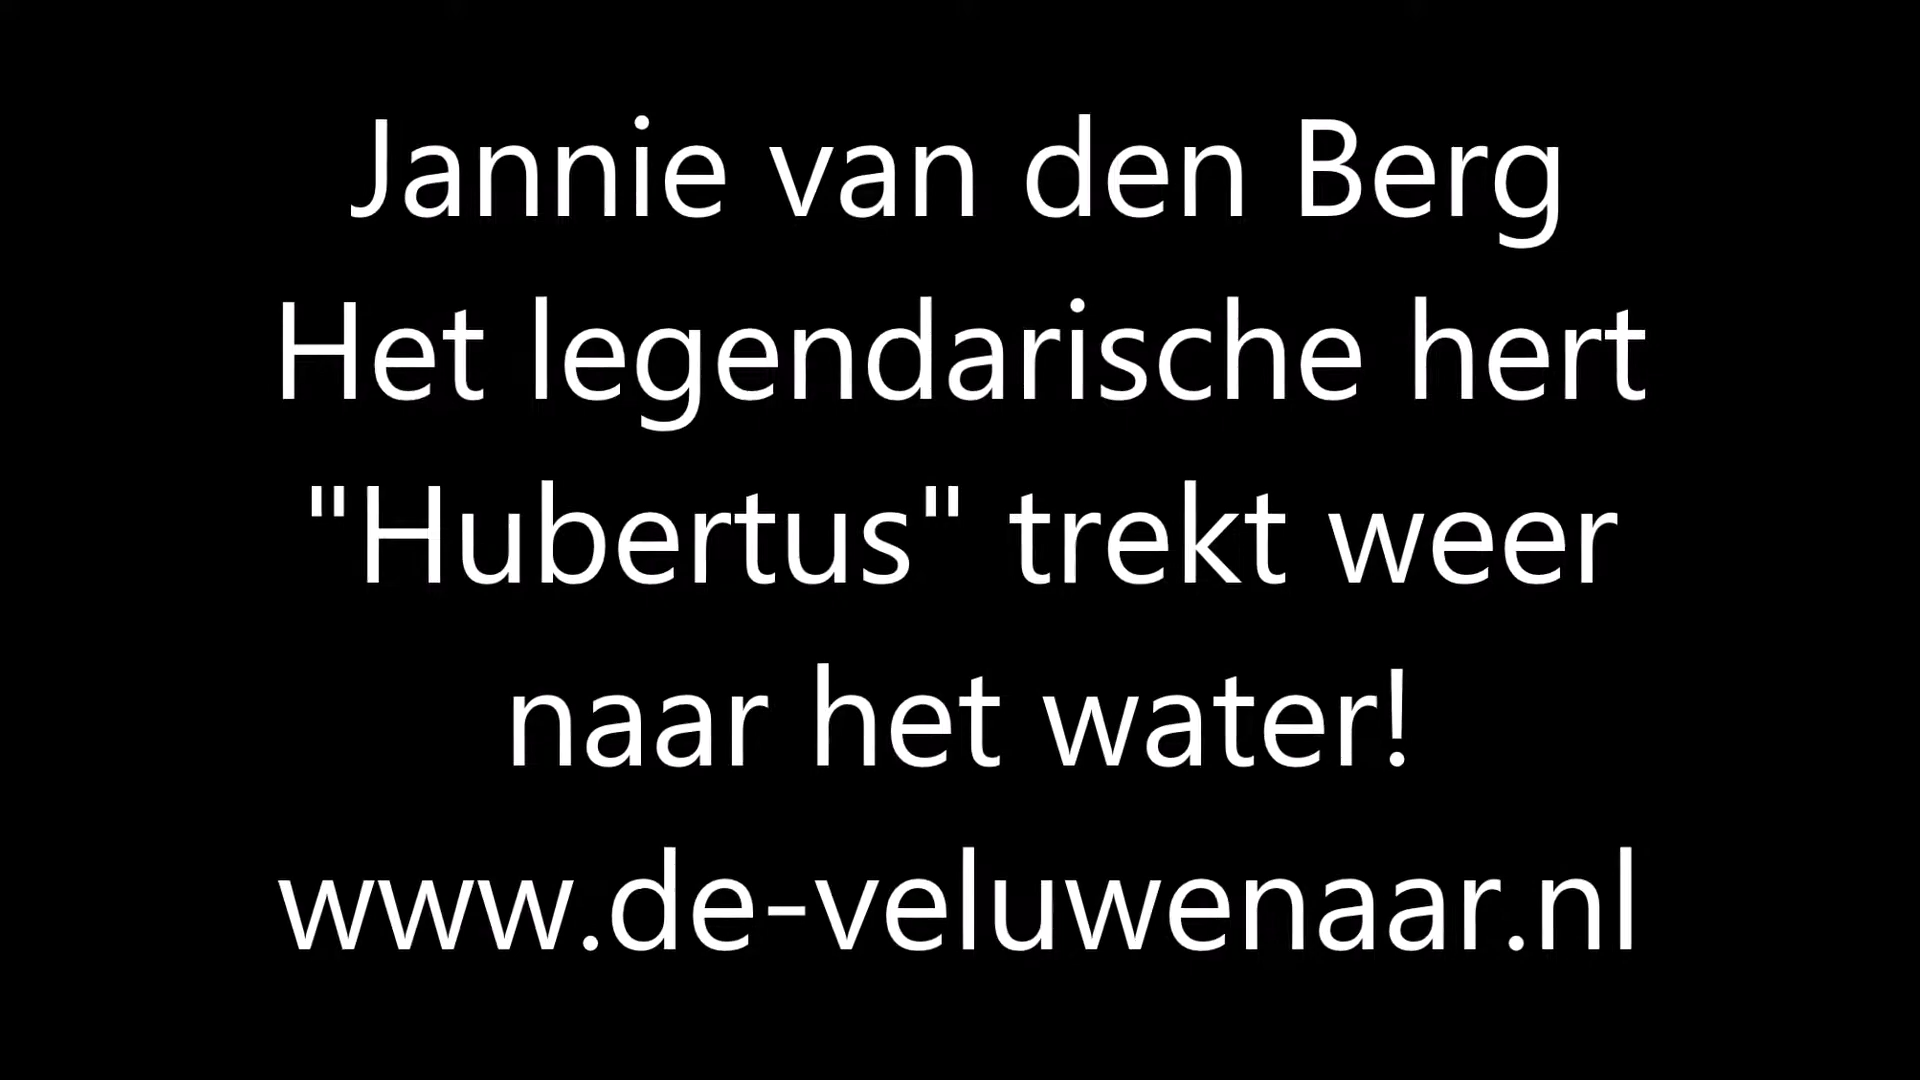 Jannie van den Berg
Het legendarische hert
"Hubertus" trekt weer
naar het water!
www.de-veluwenaar.nl